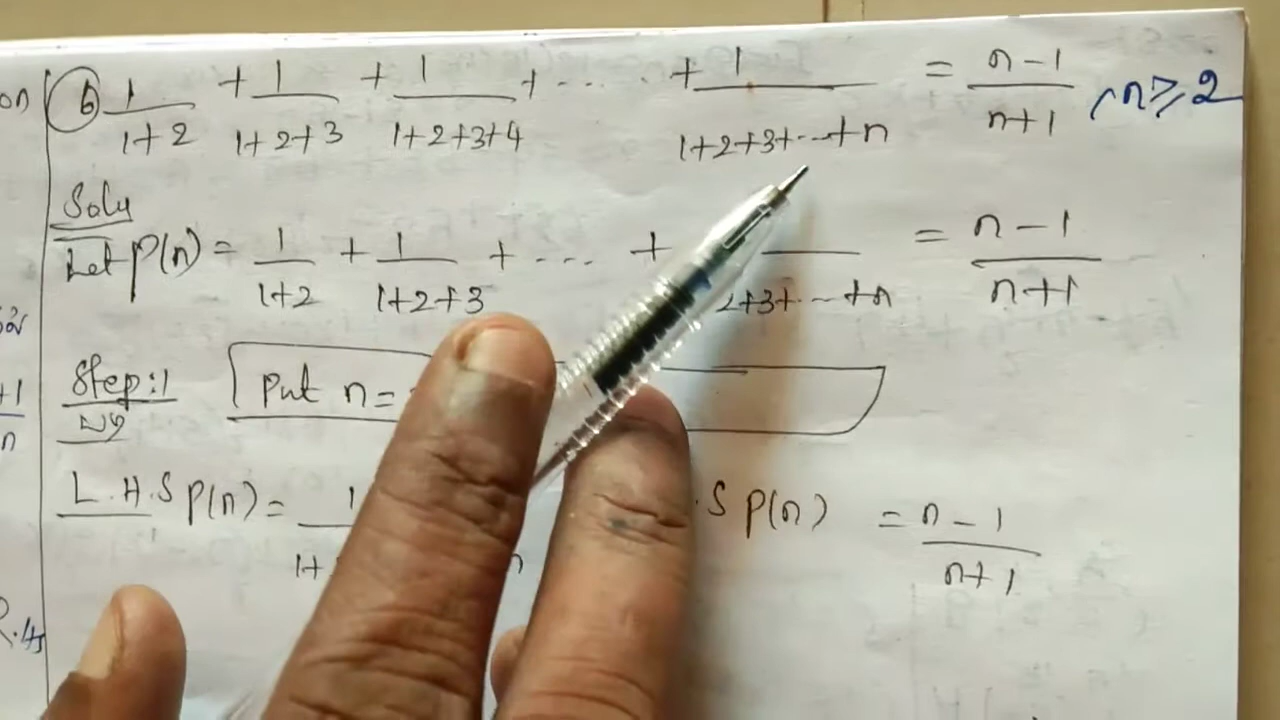 6) 1/(1+2) + 1/(1+2+3) + 1/(1+2+3+4) + ... ... + 1/(1+2+3+...+n) = (n-1)/(n+1), n≥2
Solu
Let P(n) = 1/(1+2) + 1/(1+2+3) + ... + /(2+3+...+n) = (n-1)/(n+1)
Step:1
Put n=
L.H.S P(n) = 1/(1+ n .S P(n) = (n-1)/(n+1)